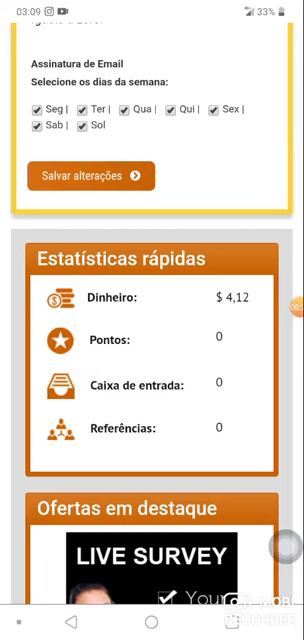 03:09
33%
Assinatura de Email
Selecione os dias da semana:
Seg | Ter | Qua | Qui | Sex |
Sab | Sol
Salvar alterações
Estatísticas rápidas
Dinheiro: $ 4,12
Pontos: 0
Caixa de entrada: 0
Referências: 0
Ofertas em destaque
LIVE SURVEY
Your
RECORDER